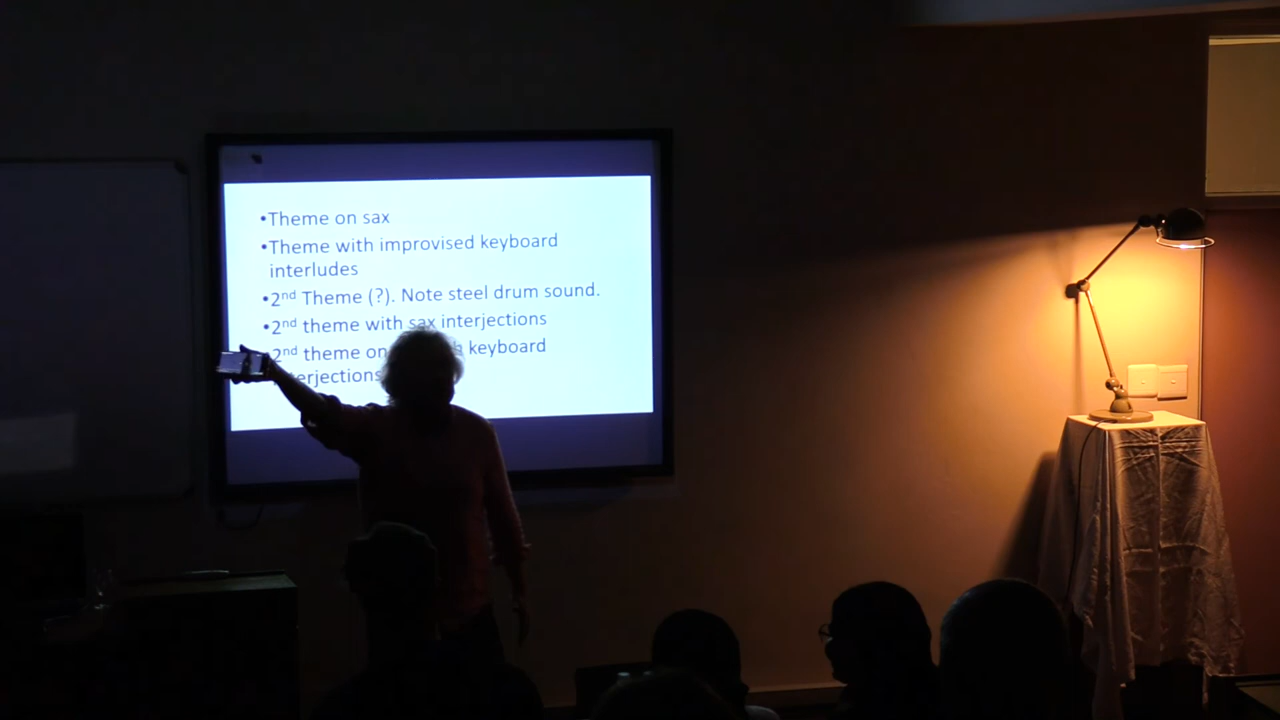 •Theme on sax
•Theme with improvised keyboard
interludes
•2nd Theme (?). Note steel drum sound.
•2nd theme with sax interjections
2nd theme on keyboard
erjections